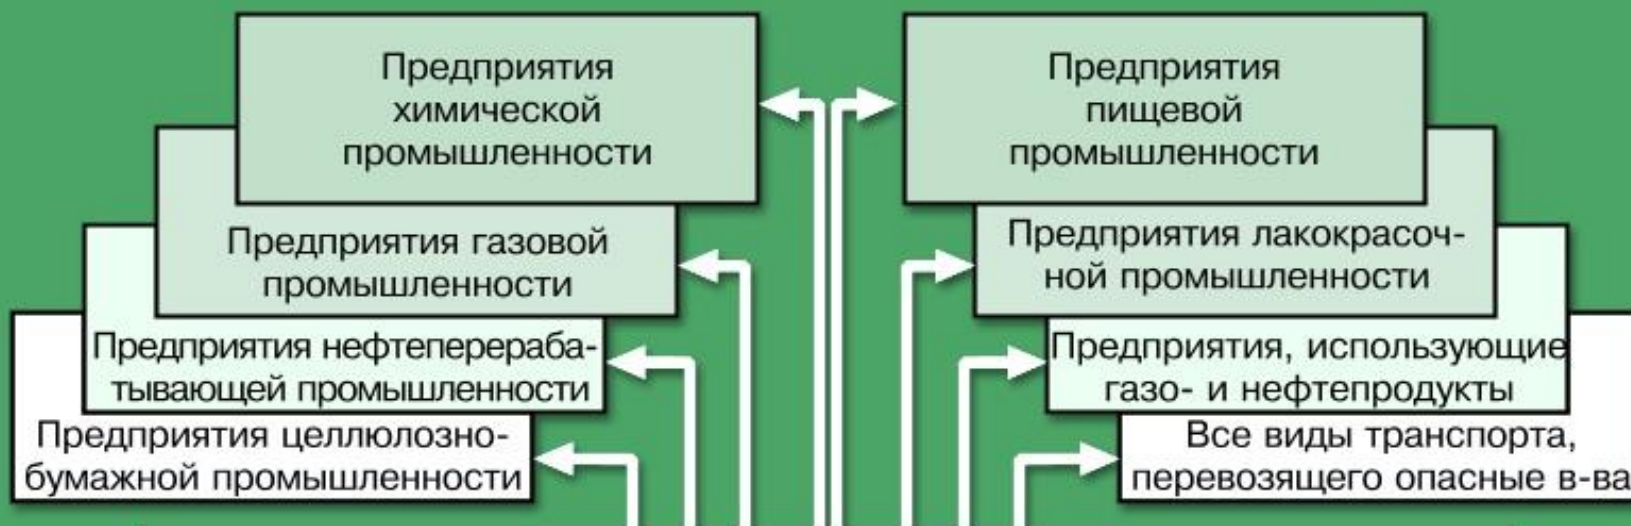 Предприятия
химической
промышленности
Предприятия газовой
промышленности
Предприятия нефтеперераба-
тывающей промышленности
Предприятия целлюлозно-
бумажной промышленности
Предприятия
пищевой
промышленности
Предприятия лакокрасоч-
ной промышленности
Предприятия, использующие
газо- и нефтепродукты
Все виды транспорта,
перевозящего опасные в-ва